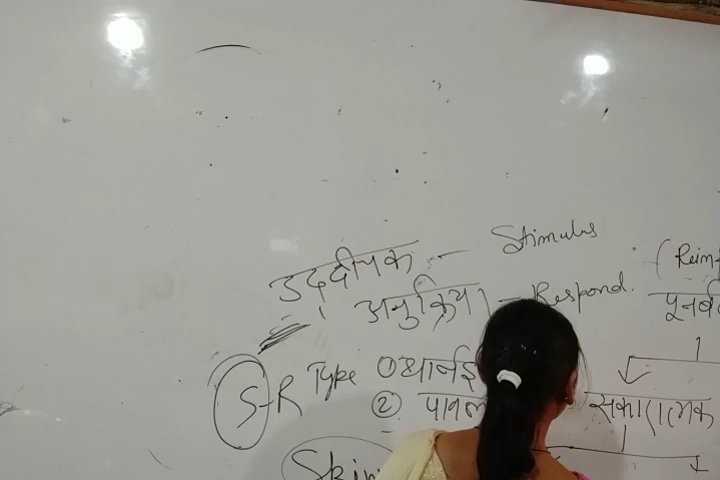 उद्दीपक - Stimulus
अनुक्रिया - Respond.
(Rein
पूनर्व
S-R Type ① थार्नड
② पावल
सकारात्मक
Skin